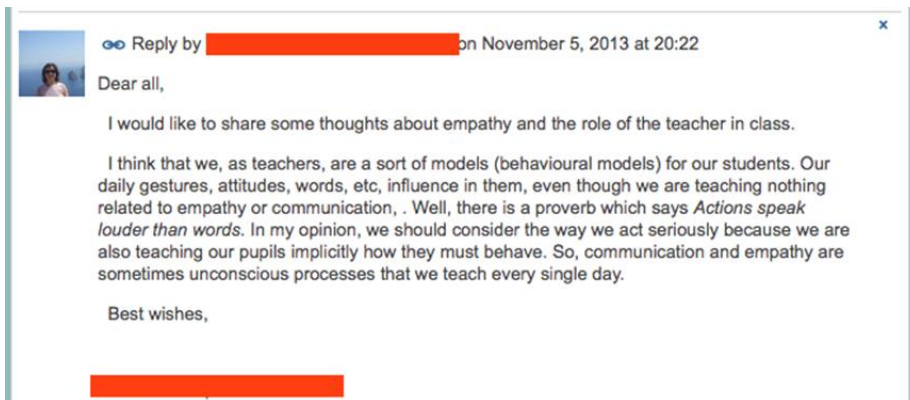 Reply by on November 5, 2013 at 20:22
Dear all,
I would like to share some thoughts about empathy and the role of the teacher in class.
I think that we, as teachers, are a sort of models (behavioural models) for our students. Our
daily gestures, attitudes, words, etc, influence in them, even though we are teaching nothing
related to empathy or communication, . Well, there is a proverb which says Actions speak
louder than words. In my opinion, we should consider the way we act seriously because we are
also teaching our pupils implicitly how they must behave. So, communication and empathy are
sometimes unconscious processes that we teach every single day.
Best wishes,